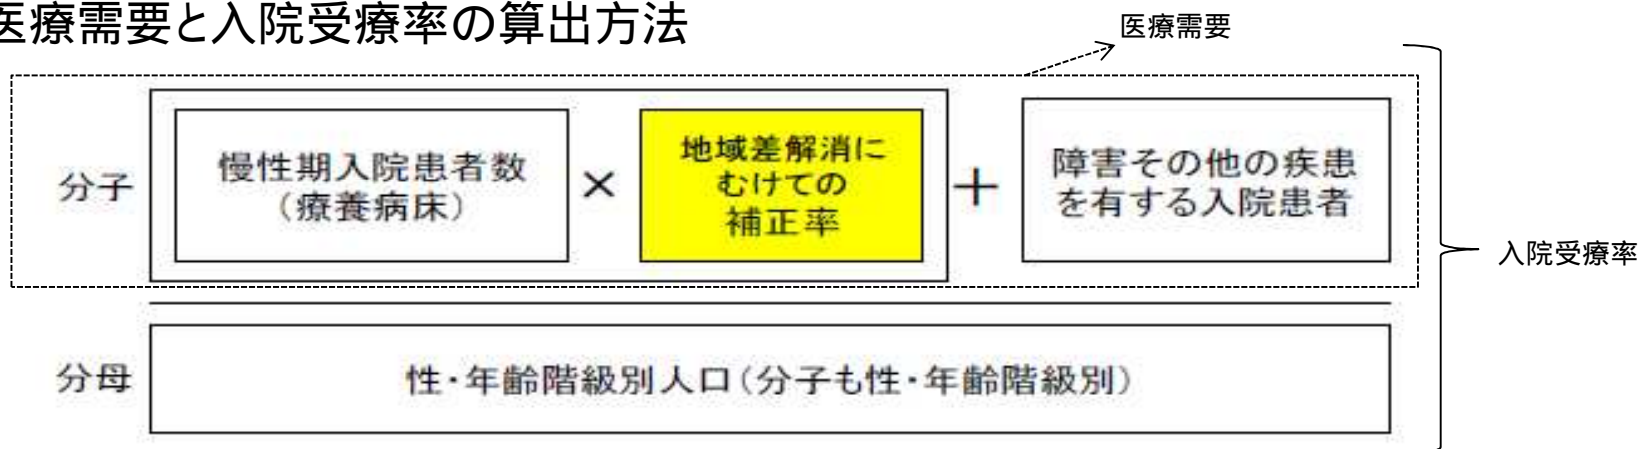 医療需要と入院受療率の算出方法
医療需要
分子
慢性期入院患者数
（療養病床）
×
地域差解消に
むけての
補正率
＋
障害その他の疾患
を有する入院患者
入院受療率
分母
性・年齢階級別人口（分子も性・年齢階級別）